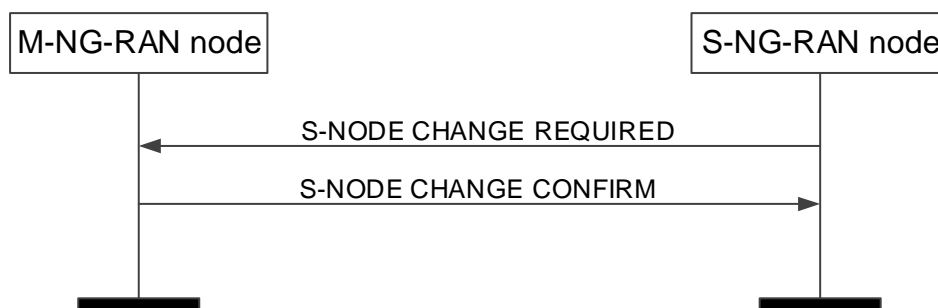 M-NG-RAN node
S-NG-RAN node
S-NODE CHANGE REQUIRED
S-NODE CHANGE CONFIRM